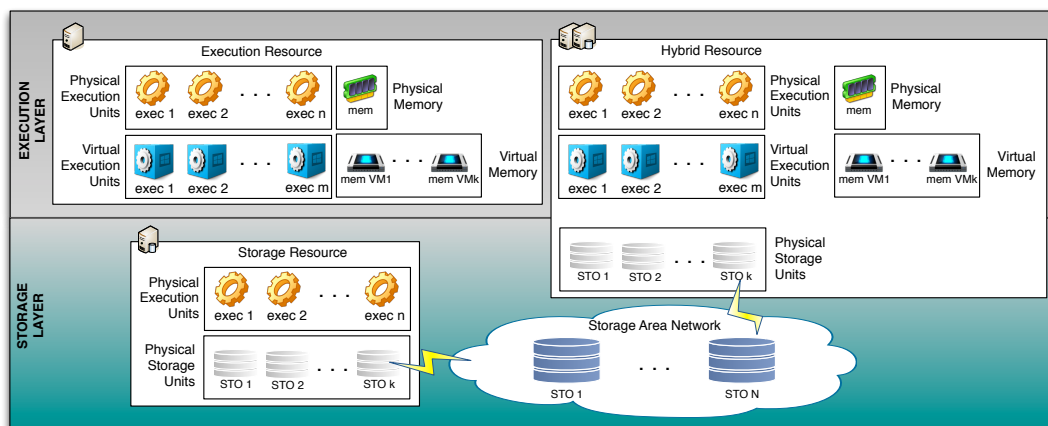 EXECUTION
LAYER
Execution Resource
Physical
Execution
Units
exec 1 exec 2 . . . exec n
mem
Physical
Memory
Virtual
Execution
Units
exec 1 exec 2 . . . exec m
mem VM1 . . . mem VMk
Virtual
Memory
Hybrid Resource
exec 1 exec 2 . . . exec n
Physical
Execution
Units
mem
Physical
Memory
exec 1 exec 2 . . . exec m
Virtual
Execution
Units
mem VM1 . . . mem VMk
Virtual
Memory
STO 1 STO 2 . . . STO k
Physical
Storage
Units
STORAGE
LAYER
Storage Resource
Physical
Execution
Units
exec 1 exec 2 . . . exec n
Physical
Storage
Units
STO 1 STO 2 . . . STO k
Storage Area Network
STO 1 . . . STO N